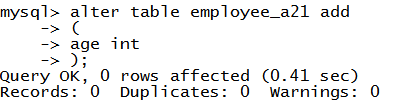 mysql> alter table employee_a21 add
    -> (
    -> age int
    -> );
Query OK, 0 rows affected (0.41 sec)
Records: 0  Duplicates: 0  Warnings: 0